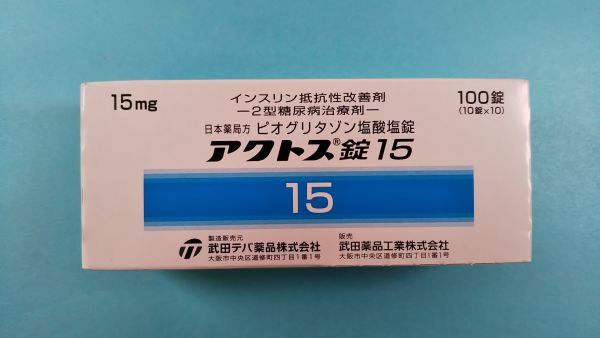 15mg
インスリン抵抗性改善剤
―2型糖尿病治療剤―
100錠
(10錠×10)
日本薬局方 ピオグリタゾン塩酸塩錠
アクトス®錠15
15
製造販売元
武田テバ薬品株式会社
大阪市中央区道修町四丁目1番1号
販売
武田薬品工業株式会社
大阪市中央区道修町四丁目1番1号